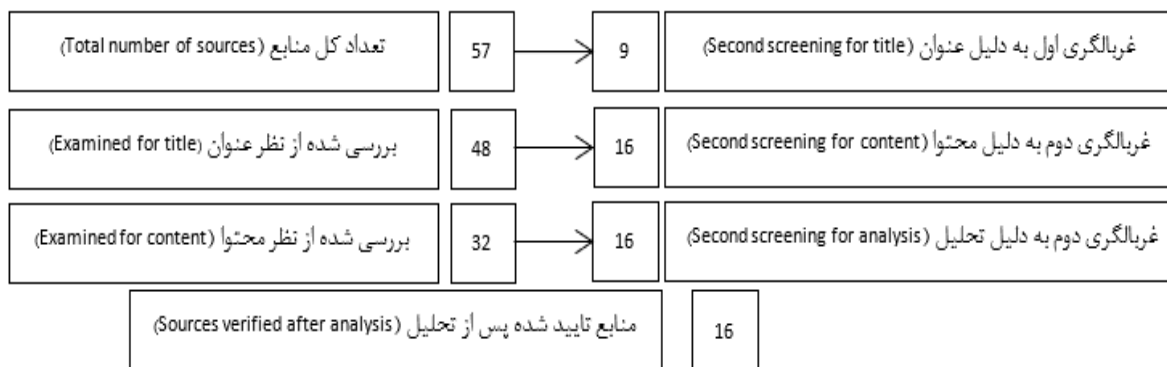 تعداد کل منابع (Total number of sources)
57
9
غربالگری اول به دلیل عنوان (Second screening for title)
بررسی شده از نظر عنوان (Examined for title)
48
16
غربالگری دوم به دلیل محتوا (Second screening for content)
بررسی شده از نظر محتوا (Examined for content)
32
16
غربالگری دوم به دلیل تحلیل (Second screening for analysis)
منابع تایید شده پس از تحلیل (Sources verified after analysis)
16